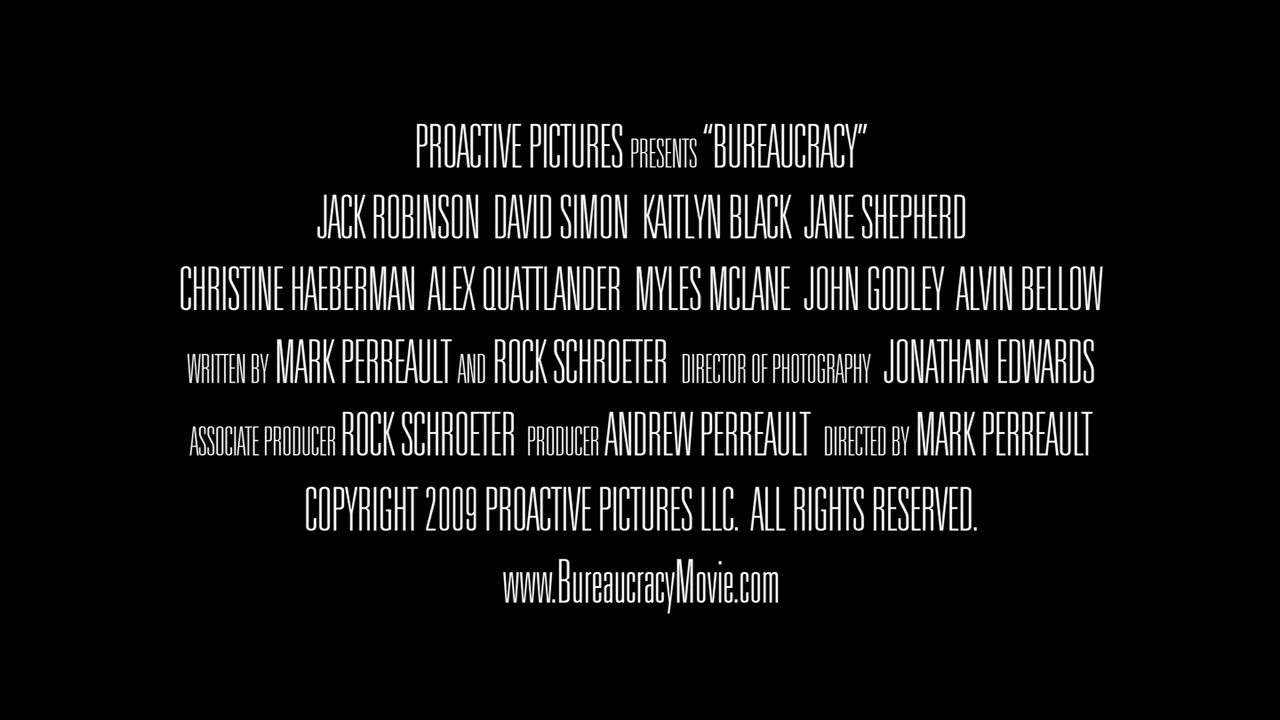 PROACTIVE PICTURES PRESENTS “BUREAUCRACY”
JACK ROBINSON DAVID SIMON KAITLYN BLACK JANE SHEPHERD
CHRISTINE HAEBERMAN ALEX QUATTLANDER MYLES MCLANE JOHN GODLEY ALVIN BELLOW
WRITTEN BY MARK PERREAULT AND ROCK SCHROETER DIRECTOR OF PHOTOGRAPHY JONATHAN EDWARDS
ASSOCIATE PRODUCER ROCK SCHROETER PRODUCER ANDREW PERREAULT DIRECTED BY MARK PERREAULT
COPYRIGHT 2009 PROACTIVE PICTURES LLC. ALL RIGHTS RESERVED.
www.BureaucracyMovie.com